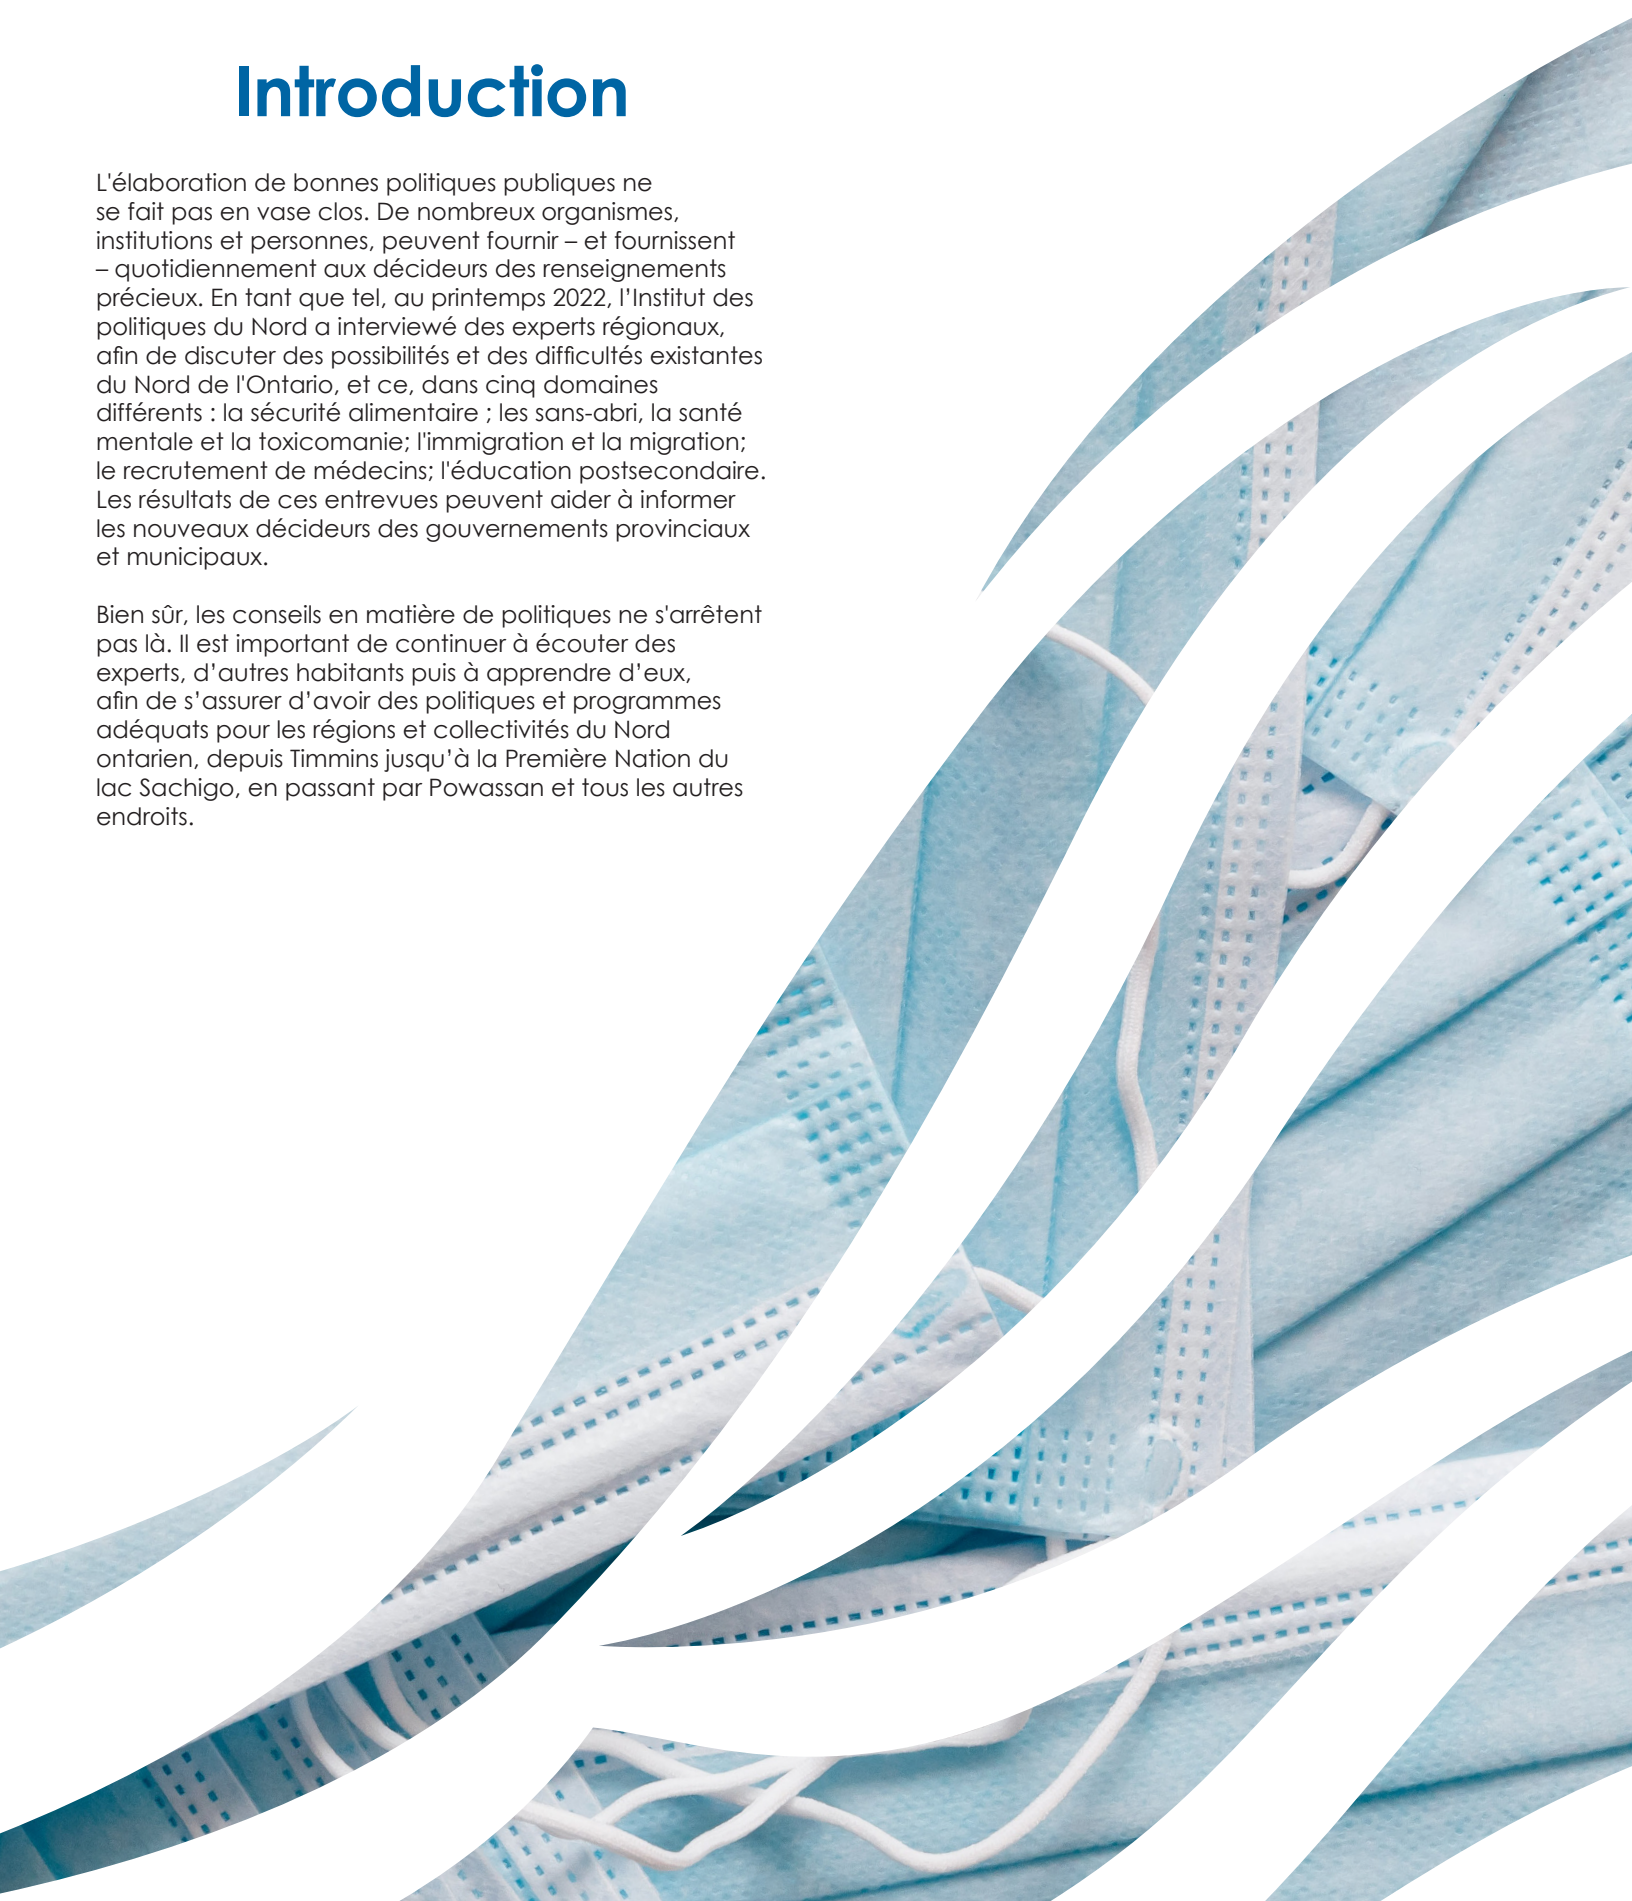 Introduction
L'élaboration de bonnes politiques publiques ne
se fait pas en vase clos. De nombreux organismes,
institutions et personnes, peuvent fournir – et fournissent
– quotidiennement aux décideurs des renseignements
précieux. En tant que tel, au printemps 2022, l’Institut des
politiques du Nord a interviewé des experts régionaux,
afin de discuter des possibilités et des difficultés existantes
du Nord de l'Ontario, et ce, dans cinq domaines
différents : la sécurité alimentaire ; les sans-abri, la santé
mentale et la toxicomanie; l'immigration et la migration;
le recrutement de médecins; l'éducation postsecondaire.
Les résultats de ces entrevues peuvent aider à informer
les nouveaux décideurs des gouvernements provinciaux
et municipaux.
Bien sûr, les conseils en matière de politiques ne s'arrêtent
pas là. Il est important de continuer à écouter des
experts, d’autres habitants puis à apprendre d’eux,
afin de s’assurer d’avoir des politiques et programmes
adéquats pour les régions et collectivités du Nord
ontarien, depuis Timmins jusqu’à la Première Nation du
lac Sachigo, en passant par Powassan et tous les autres
endroits.